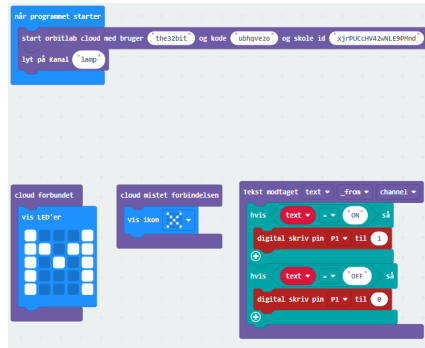 når programmet starter
start orbitlab cloud med bruger "the32bit" og kode "ubhqvezo" og skole id "xjrPUCcHV42wNLE9PMnd"
lyt på Kanal "lamp"
cloud forbundet
vis LED'er
cloud mistet forbindelsen
vis ikon
Tekst modtaget text _from channel
hvis text = "ON" så
digital skriv pin P1 til 1
hvis text = "OFF" så
digital skriv pin P1 til 0